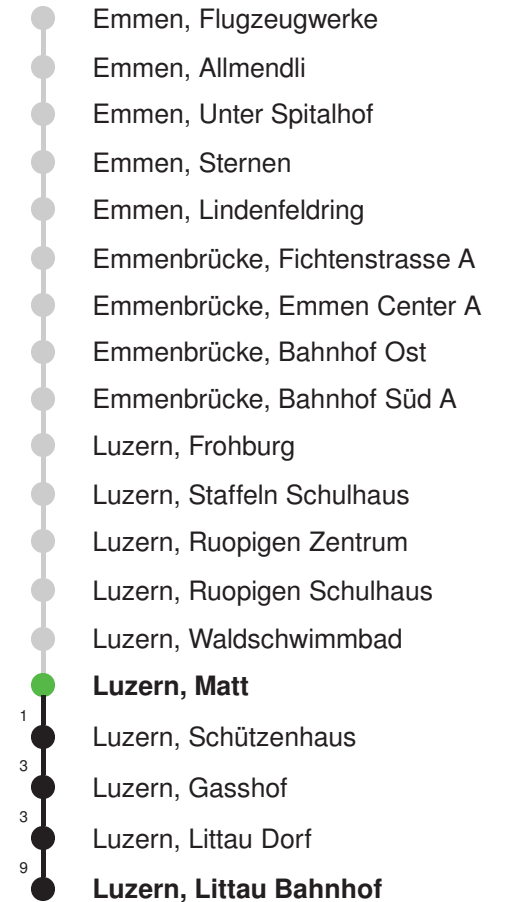 Emmen, Flugzeugwerke
Emmen, Allmendli
Emmen, Unter Spitalhof
Emmen, Sternen
Emmen, Lindenfeldring
Emmenbrücke, Fichtenstrasse A
Emmenbrücke, Emmen Center A
Emmenbrücke, Bahnhof Ost
Emmenbrücke, Bahnhof Süd A
Luzern, Frohburg
Luzern, Staffeln Schulhaus
Luzern, Ruopigen Zentrum
Luzern, Ruopigen Schulhaus
Luzern, Waldschwimmbad
Luzern, Matt
1 Luzern, Schützenhaus
3 Luzern, Gasshof
3 Luzern, Littau Dorf
9 Luzern, Littau Bahnhof